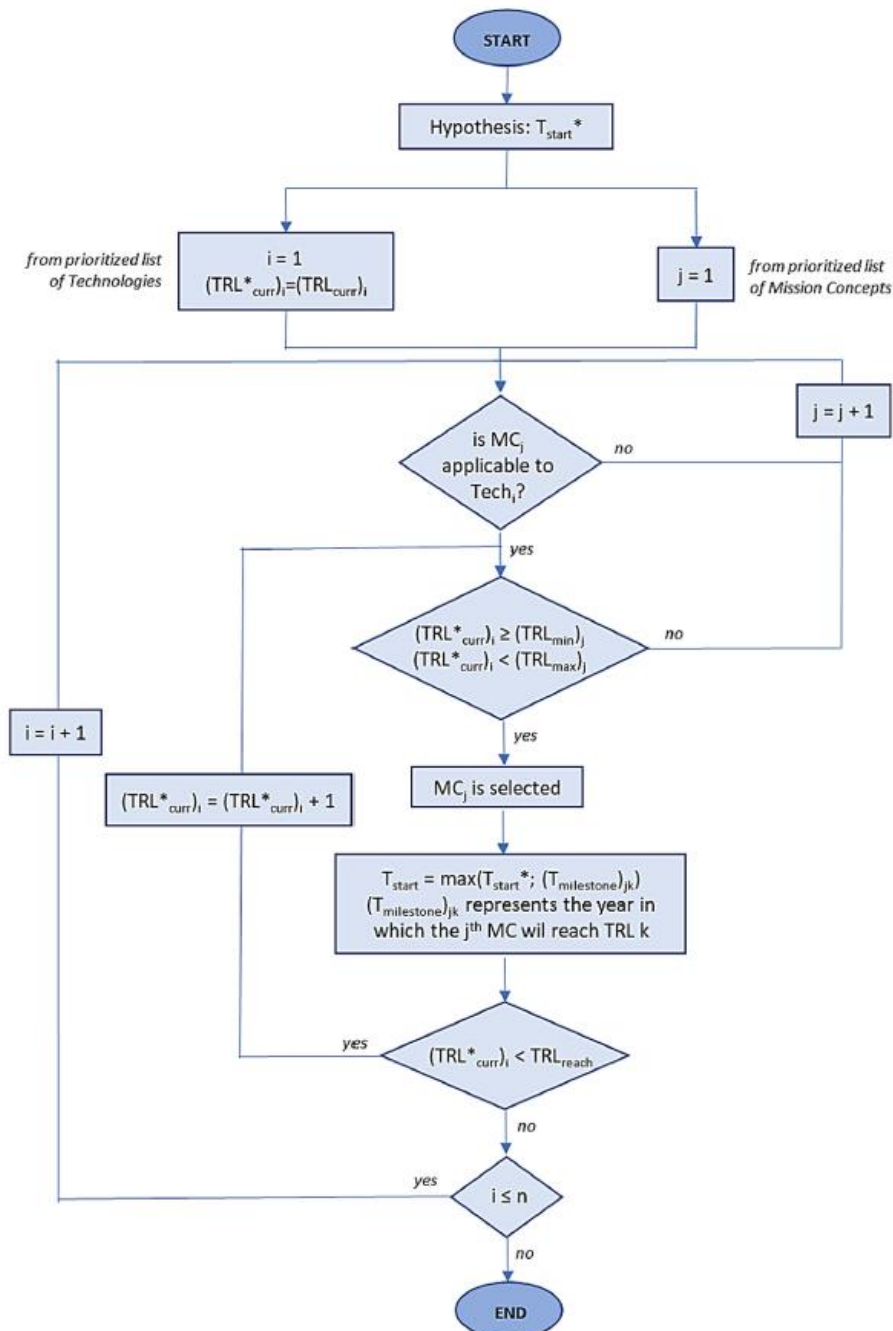 START
Hypothesis: T_start*
from prioritized list
of Technologies
i = 1
(TRL*_curr)_i=(TRL_curr)_i
j = 1
from prioritized list
of Mission Concepts
j = j + 1
is MC_j
applicable to
Tech_i?
no
yes
(TRL*_curr)_i ≥ (TRL_min)_j
(TRL*_curr)_i < (TRL_max)_j
no
yes
i = i + 1
MC_j is selected
(TRL*_curr)_i = (TRL*_curr)_i + 1
T_start = max(T_start*; (T_milestone)_jk)
(T_milestone)_jk represents the year in
which the j^th MC wil reach TRL k
yes
(TRL*_curr)_i < TRL_reach
no
yes
i ≤ n
no
END